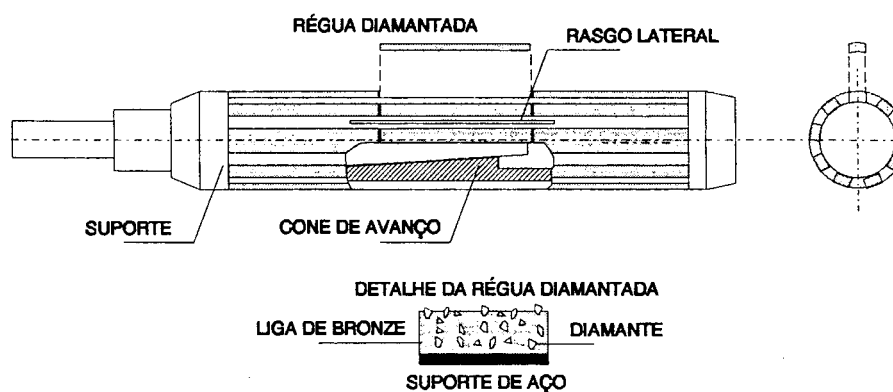 RÉGUA DIAMANTADA
RASGO LATERAL
SUPORTE
CONE DE AVANÇO
DETALHE DA RÉGUA DIAMANTADA
LIGA DE BRONZE
DIAMANTE
SUPORTE DE AÇO